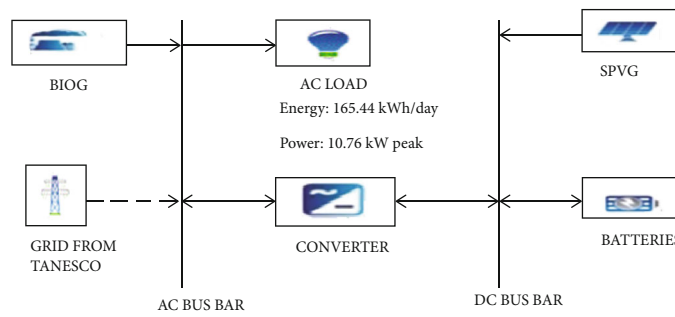 BIOG
AC LOAD
Energy: 165.44 kWh/day
Power: 10.76 kW peak
SPVG
GRID FROM
TANESCO
CONVERTER
BATTERIES
AC BUS BAR
DC BUS BAR